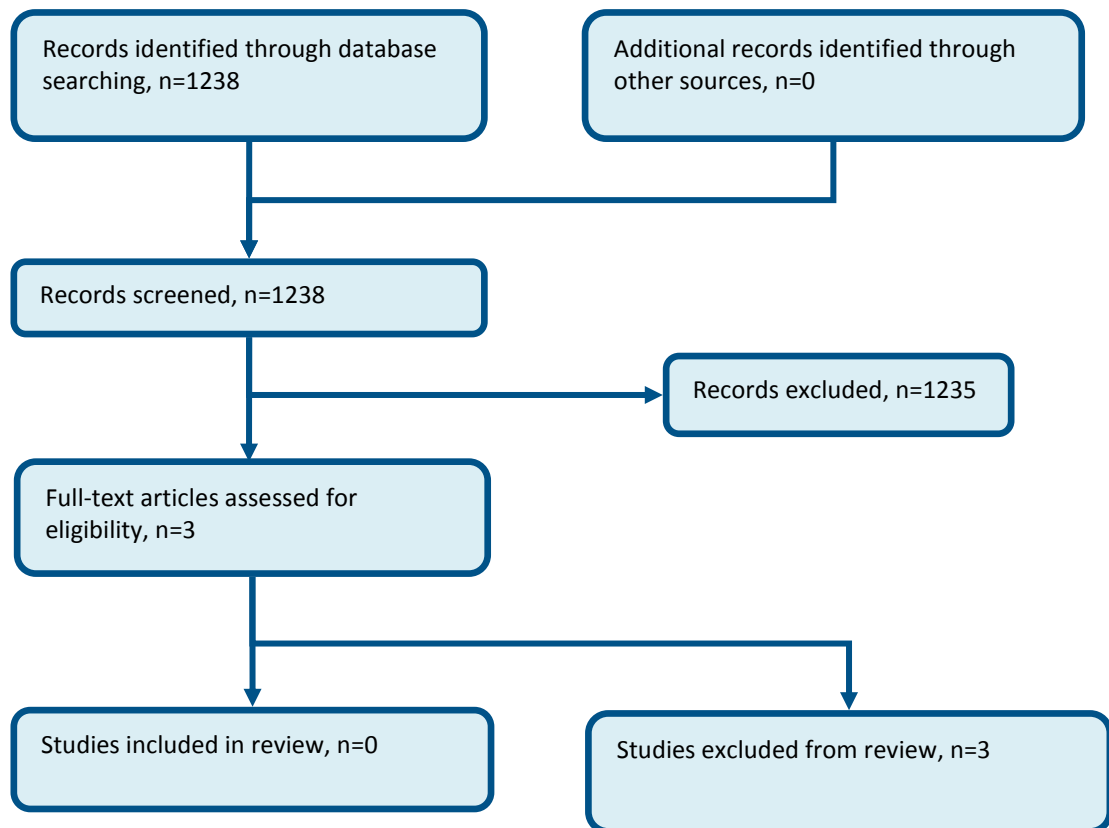 Records identified through database
searching, n=1238
Additional records identified through
other sources, n=0
Records screened, n=1238
Records excluded, n=1235
Full-text articles assessed for
eligibility, n=3
Studies included in review, n=0
Studies excluded from review, n=3